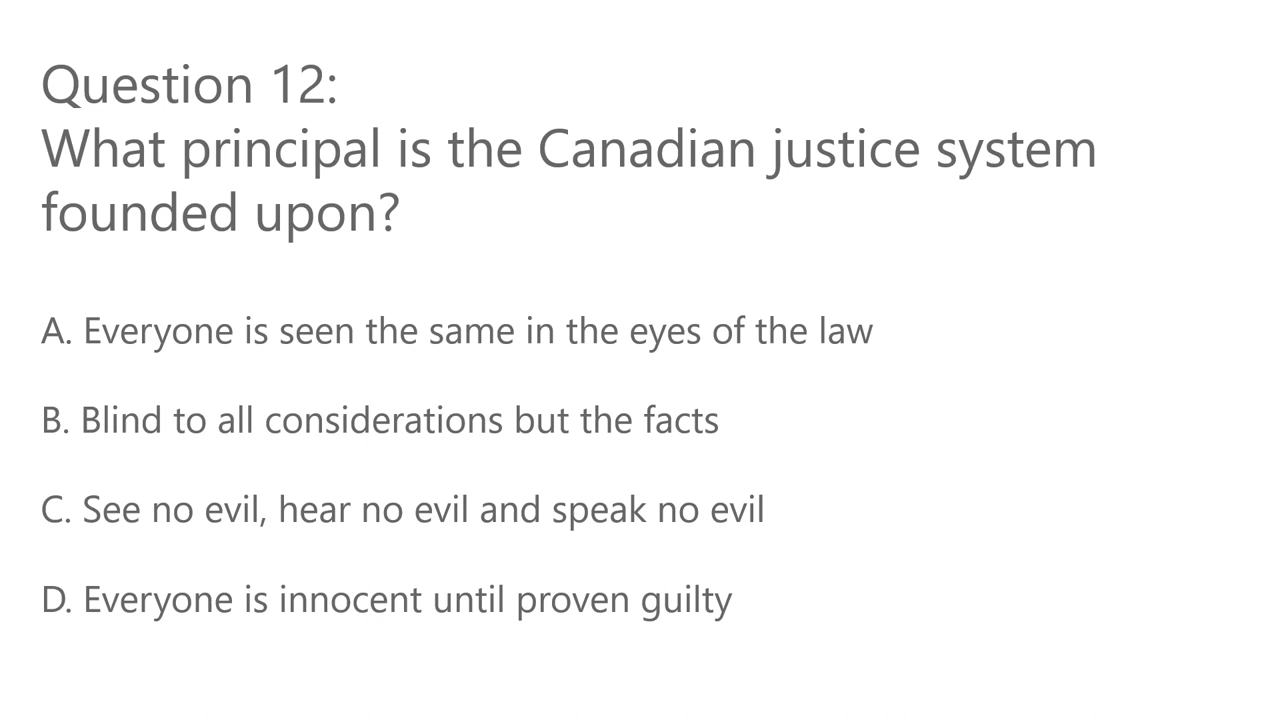 Question 12:
What principal is the Canadian justice system
founded upon?
A. Everyone is seen the same in the eyes of the law
B. Blind to all considerations but the facts
C. See no evil, hear no evil and speak no evil
D. Everyone is innocent until proven guilty